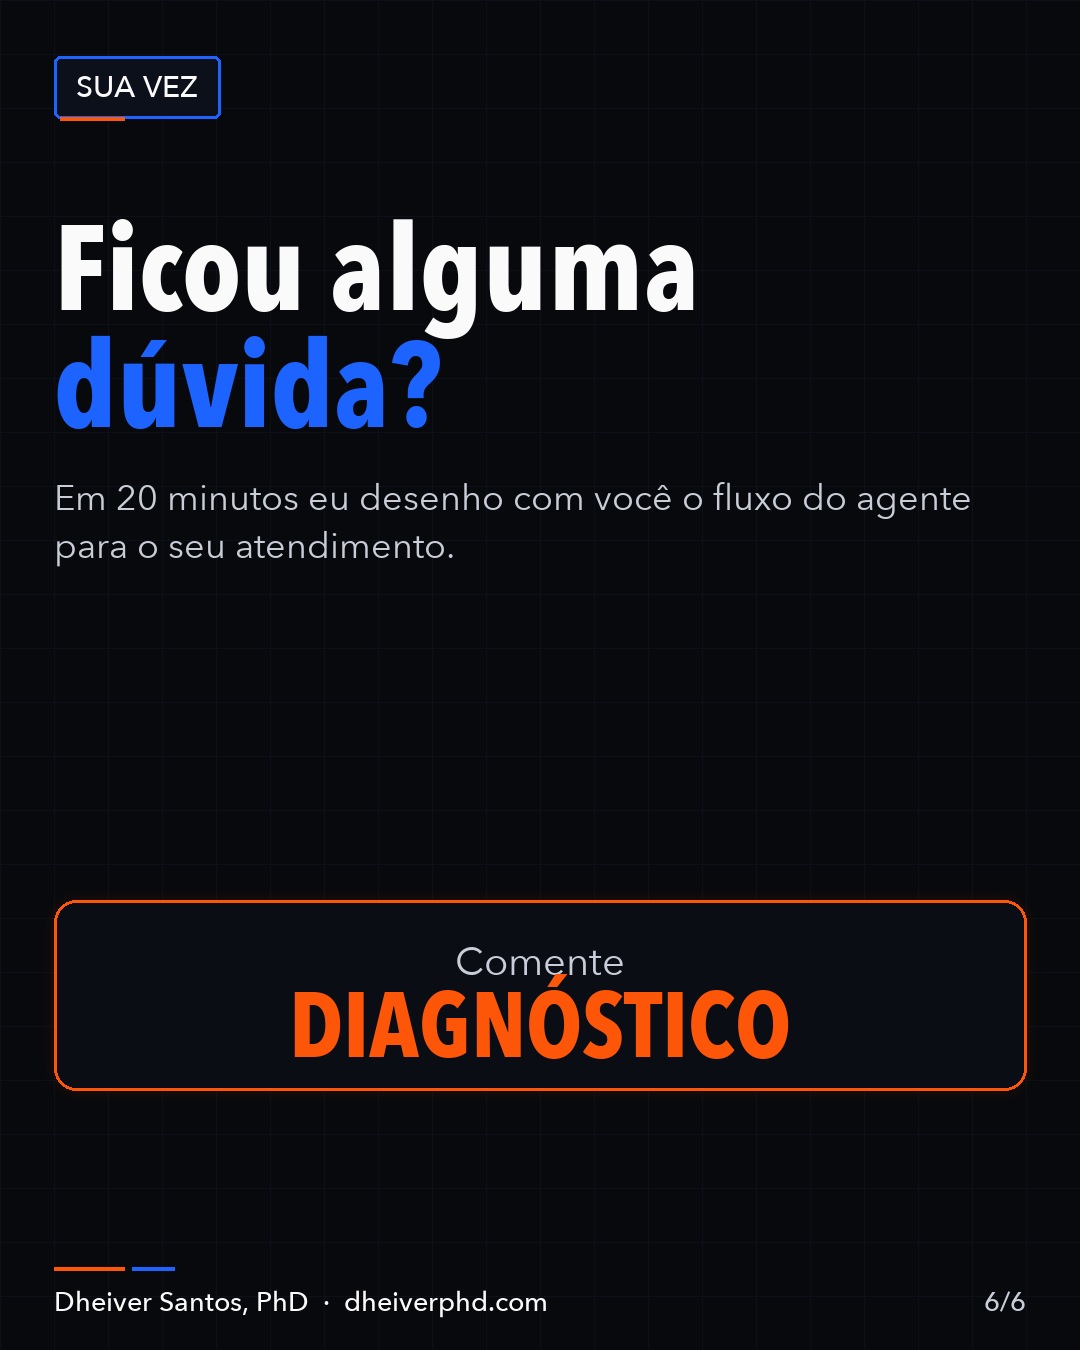 SUA VEZ
Ficou alguma
dúvida?
Em 20 minutos eu desenho com você o fluxo do agente
para o seu atendimento.
Comente
DIAGNÓSTICO
Dheiver Santos, PhD · dheiverphd.com
6/6